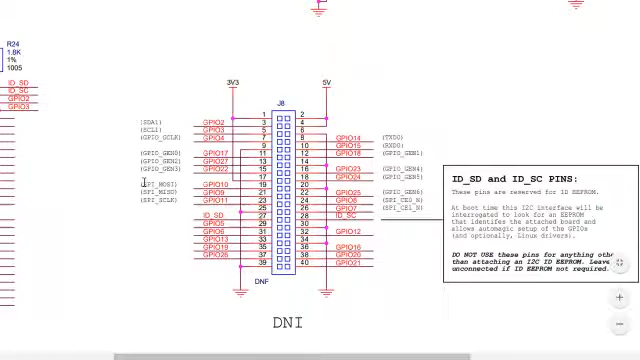 R24
1.8K
1%
1005
ID_SD
ID_SC
GPIO2
GPIO3
3V3
5V
J8
1 2
(SDA1) GPIO2 3 4
(SCL1) GPIO3 5 6
(GPIO_GCLK) GPIO4 7 8 GPIO14 (TXD0)
9 10 GPIO15 (RXD0)
(GPIO_GEN0) GPIO17 11 12 GPIO18 (GPIO_GEN1)
(GPIO_GEN2) GPIO27 13 14
(GPIO_GEN3) GPIO22 15 16 GPIO23 (GPIO_GEN4)
17 18 GPIO24 (GPIO_GEN5)
(SPI_MOSI) GPIO10 19 20
(SPI_MISO) GPIO9 21 22 GPIO25 (GPIO_GEN6)
(SPI_SCLK) GPIO11 23 24 GPIO8 (SPI_CE0_N)
25 26 GPIO7 (SPI_CE1_N)
ID_SD 27 28 ID_SC
GPIO5 29 30
GPIO6 31 32 GPIO12
GPIO13 33 34
GPIO19 35 36 GPIO16
GPIO26 37 38 GPIO20
39 40 GPIO21
DNF
DNI
ID_SD and ID_SC PINS:
These pins are reserved for ID EEPROM.
At boot time this I2C interface will be
interrogated to look for an EEPROM
that identifes the attached board and
allows automatic setup of the GPIOs
(and optionally, Linux drivers).
DO NOT USE these pins for anything othe
than attaching an I2C ID EEPROM. Leave
unconnected if ID EEPROM not required.